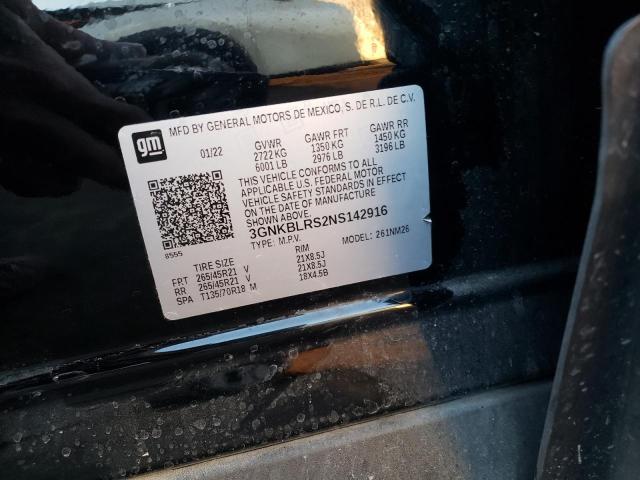 MFD BY GENERAL MOTORS DE MEXICO, S. DE R.L. DE C.V.
gm
01/22
GVWR
2722 KG
6001 LB
GAWR FRT
1350 KG
2976 LB
GAWR RR
1450 KG
3196 LB
THIS VEHICLE CONFORMS TO ALL
APPLICABLE U.S. FEDERAL MOTOR
VEHICLE SAFETY STANDARDS IN EFFECT
ON THE DATE OF MANUFACTURE
SHOWN ABOVE.
3GNKBLRS2NS142916
TYPE: M.P.V.
MODEL: 261NM26
8595
TIRE SIZE RIM
FRT 265/45R21 V 21X8.5J
RR 265/45R21 V 21X8.5J
SPA T135/70R18 M 18X4.5B